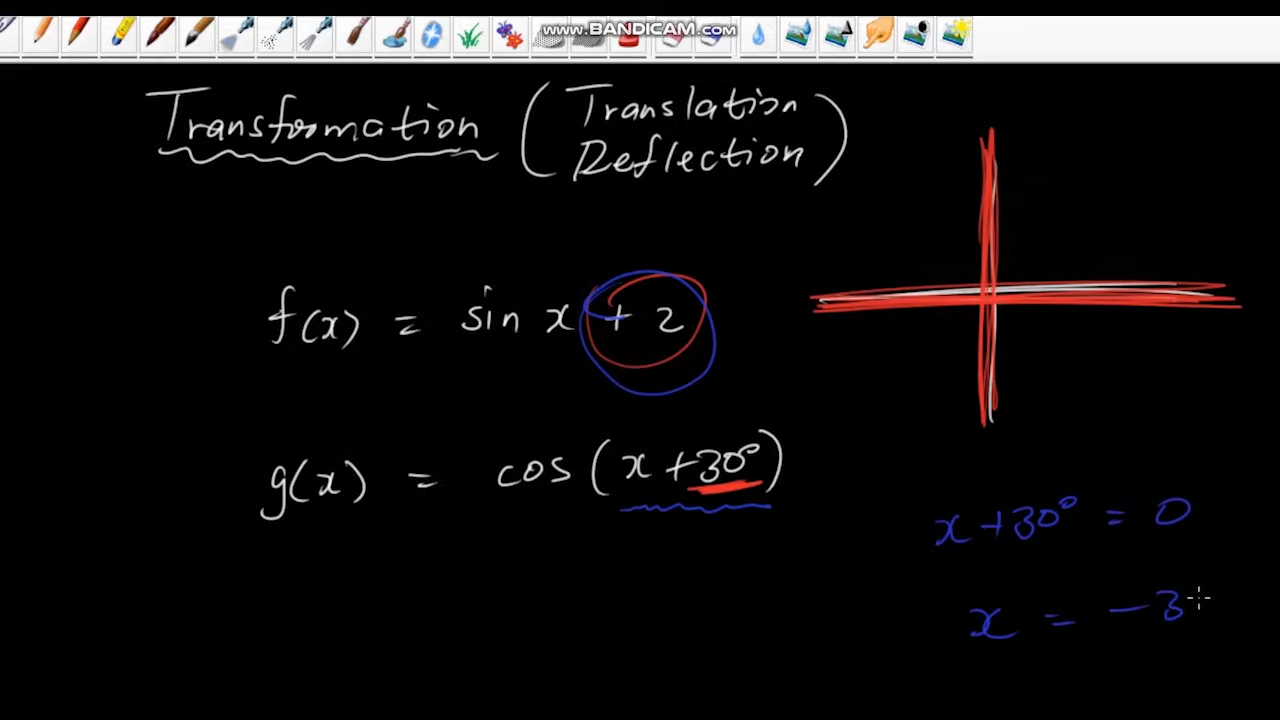 www.BANDICAM.com
Transformation (Translation
Reflection)
f(x) = sin x + 2
g(x) = cos (x + 30°)
x + 30° = 0
x = -3